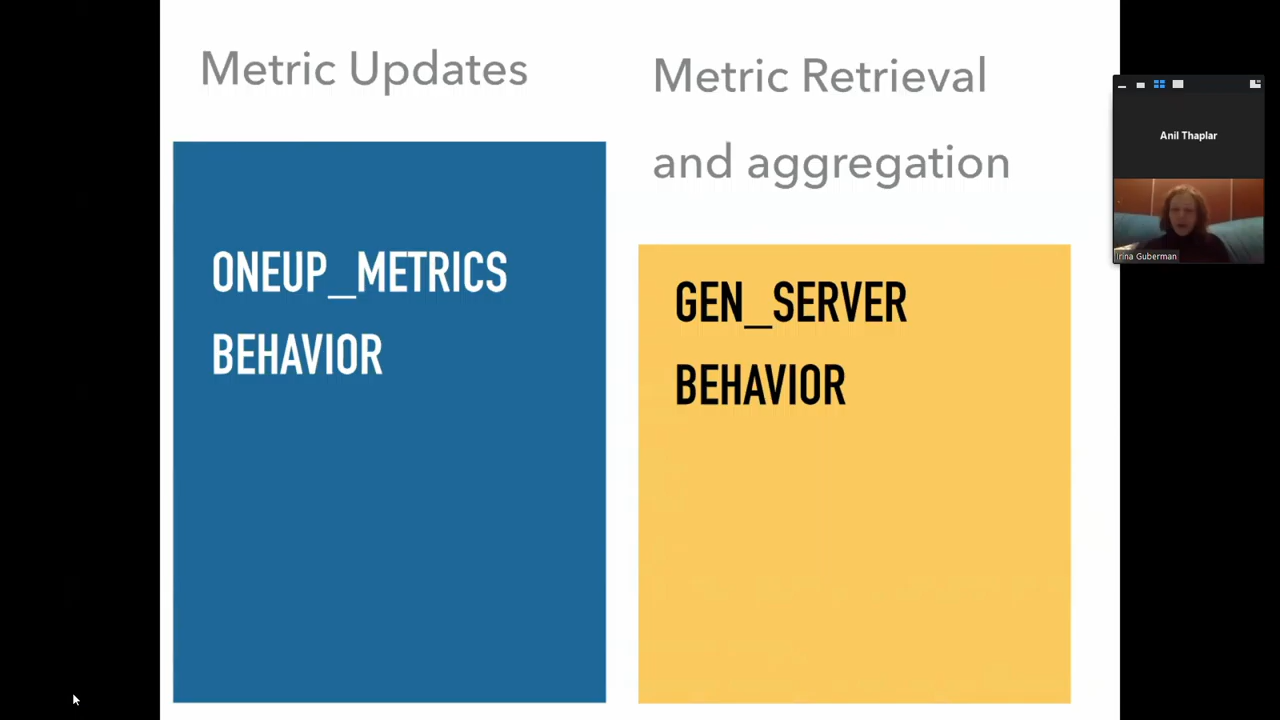 Metric Updates
ONEUP_METRICS
BEHAVIOR
Metric Retrieval
and aggregation
GEN_SERVER
BEHAVIOR
Anil Thaplar
Irina Guberman